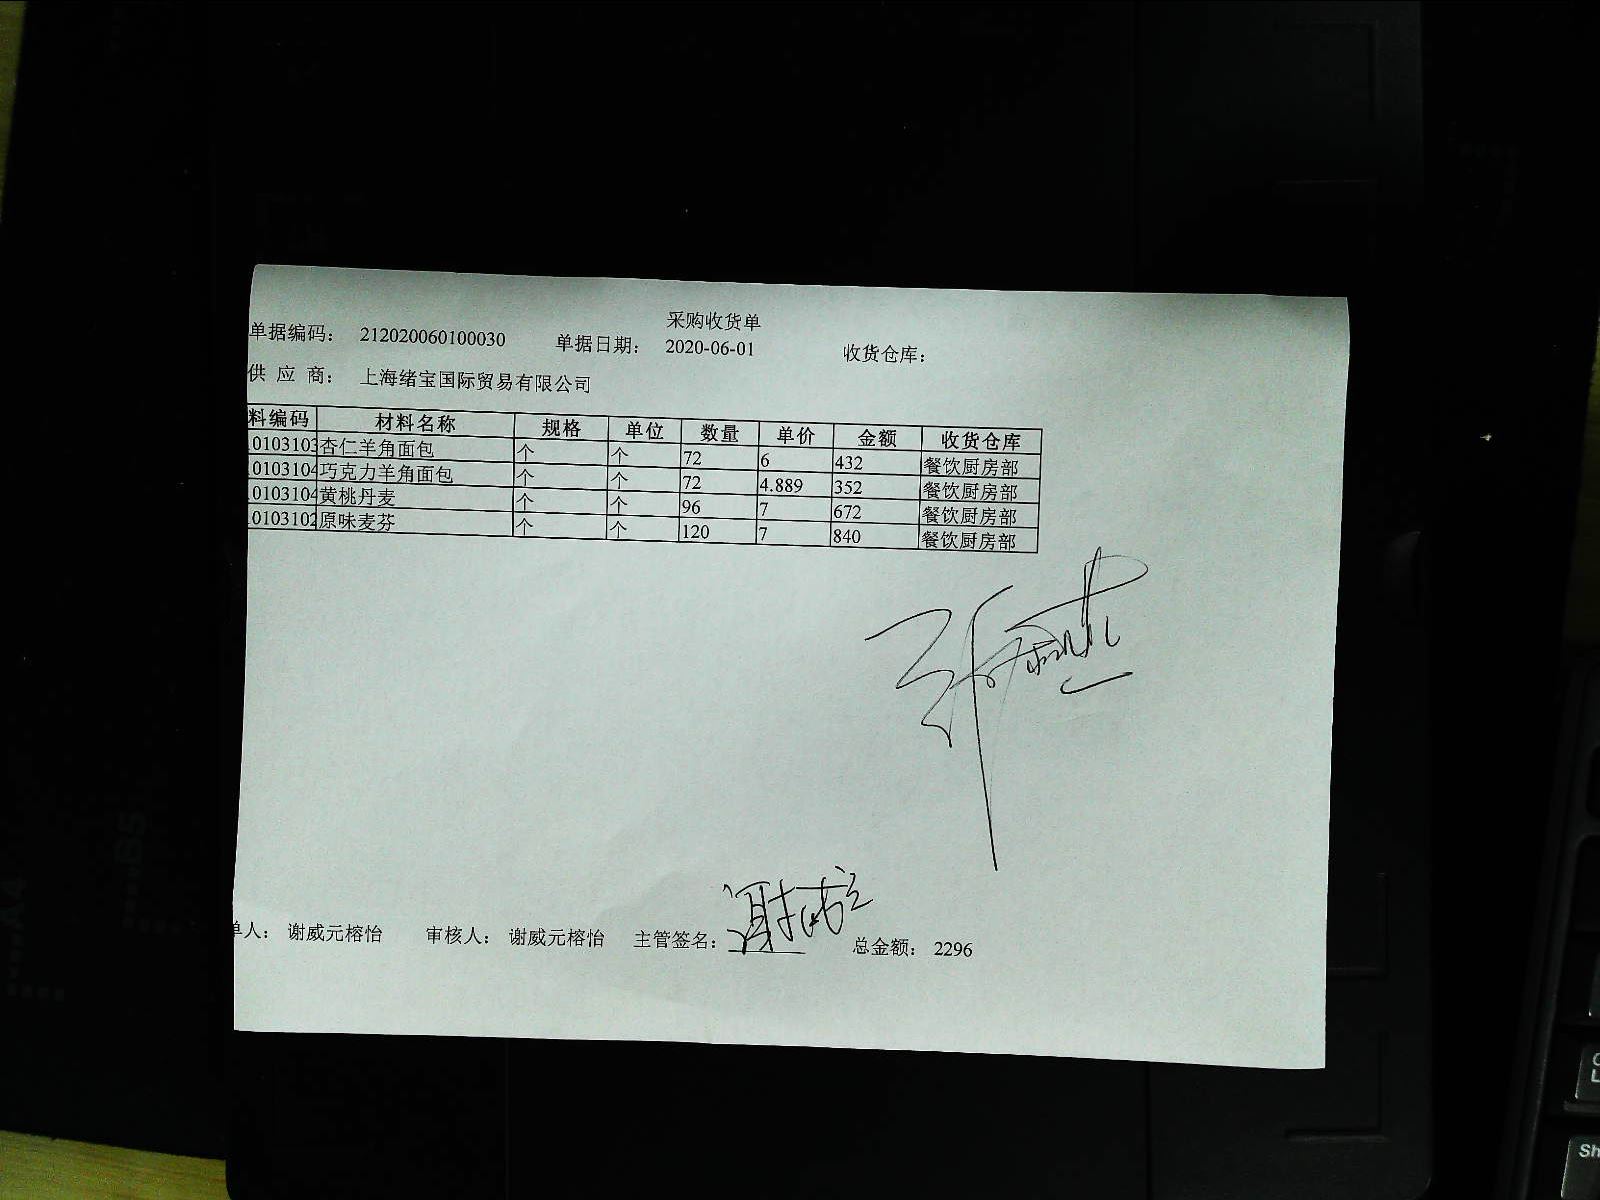 采购收货单
单据编码: 212020060100030 单据日期: 2020-06-01 收货仓库:
供 应 商: 上海绪宝国际贸易有限公司
料编码 材料名称 规格 单位 数量 单价 金额 收货仓库
0103103 杏仁羊角面包 个 个 72 6 432 餐饮厨房部
0103104 巧克力羊角面包 个 个 72 4.889 352 餐饮厨房部
0103104 黄桃丹麦 个 个 96 7 672 餐饮厨房部
0103102 原味麦芬 个 个 120 7 840 餐饮厨房部
单人: 谢威元榕怡 审核人: 谢威元榕怡 主管签名: 总金额: 2296
B5
A4